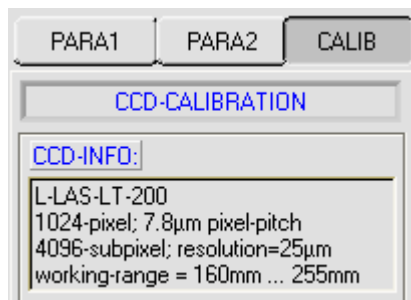 PARA1 PARA2 CALIB
CCD-CALIBRATION
CCD-INFO:
L-LAS-LT-200
1024-pixel; 7.8µm pixel-pitch
4096-subpixel; resolution=25µm
working-range = 160mm ... 255mm